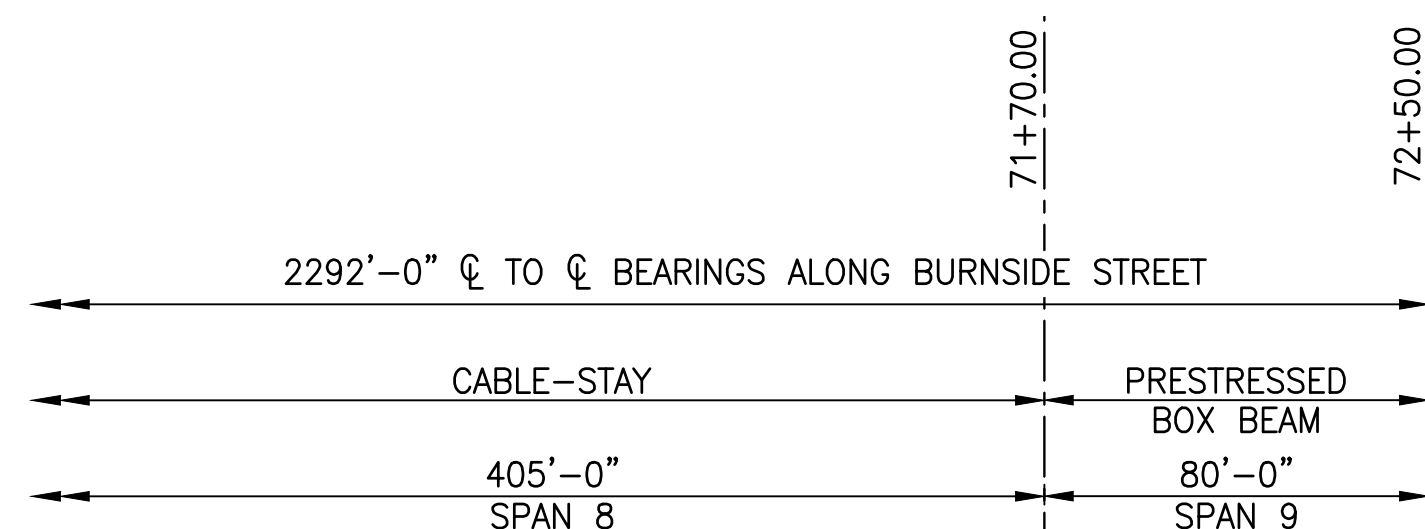 71+70.00
72+50.00
2292'-0" ℄ TO ℄ BEARINGS ALONG BURNSIDE STREET
CABLE-STAY
PRESTRESSED
BOX BEAM
405'-0"
80'-0"
SPAN 8
SPAN 9